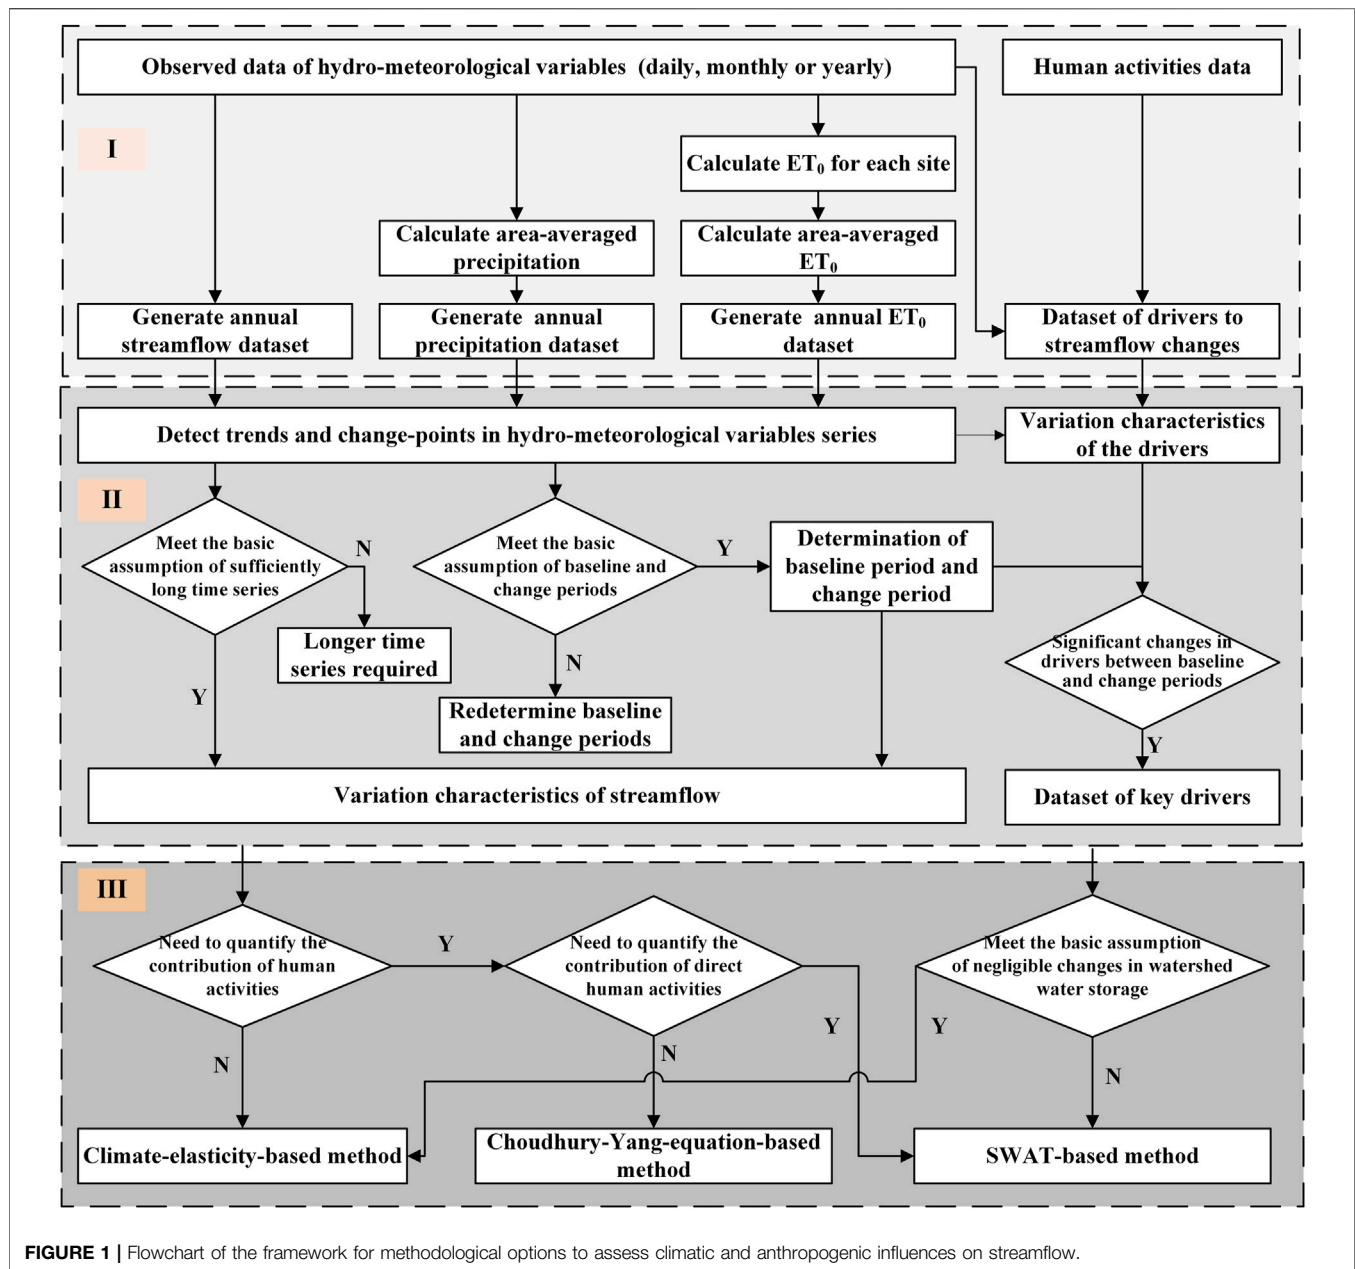 Observed data of hydro-meteorological variables (daily, monthly or yearly)
Human activities data
I
Calculate ET₀ for each site
Calculate area-averaged
precipitation
Calculate area-averaged
ET₀
Generate annual
streamflow dataset
Generate annual
precipitation dataset
Generate annual ET₀
dataset
Dataset of drivers to
streamflow changes
Detect trends and change-points in hydro-meteorological variables series
Variation characteristics
of the drivers
II
Meet the basic
assumption of sufficiently
long time series
N
Meet the basic
assumption of baseline and
change periods
Y
Determination of
baseline period and
change period
Longer time
series required
Y
N
Redetermine baseline
and change periods
Significant changes in
drivers between baseline
and change periods
Y
Variation characteristics of streamflow
Dataset of key drivers
III
Need to quantify the
contribution of human
activities
Y
Need to quantify the
contribution of direct
human activities
Meet the basic assumption
of negligible changes in watershed
water storage
N
N
Y
Y
N
Climate-elasticity-based method
Choudhury-Yang-equation-based
method
SWAT-based method
FIGURE 1 | Flowchart of the framework for methodological options to assess climatic and anthropogenic influences on streamflow.